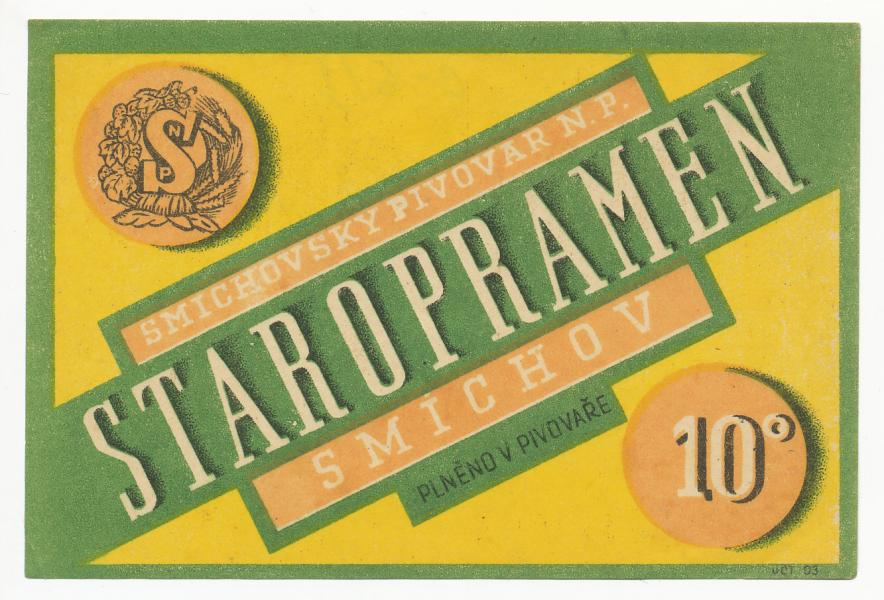 S
N
P
SMÍCHOVSKÝ PIVOVAR N.P.
STAROPRAMEN
SMÍCHOV
PLNĚNO V PIVOVAŘE
10°